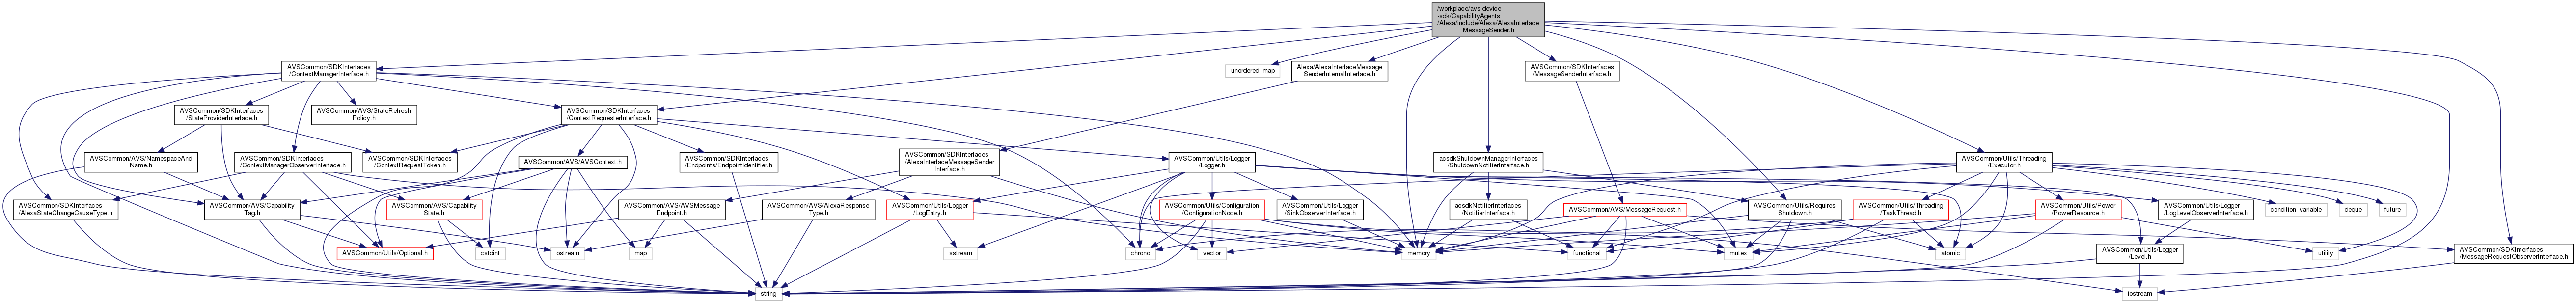 /workplace/avs-device
-sdk/CapabilityAgents
/Alexa/include/Alexa/AlexaInterface
MessageSender.h
AVSCommon/SDKInterfaces
/ContextManagerInterface.h
unordered_map
Alexa/AlexaInterfaceMessage
SenderInternalInterface.h
AVSCommon/SDKInterfaces
/MessageSenderInterface.h
AVSCommon/SDKInterfaces
/StateProviderInterface.h
AVSCommon/AVS/StateRefresh
Policy.h
AVSCommon/SDKInterfaces
/ContextRequesterInterface.h
AVSCommon/AVS/NamespaceAnd
Name.h
AVSCommon/SDKInterfaces
/ContextManagerObserverInterface.h
AVSCommon/SDKInterfaces
/ContextRequestToken.h
AVSCommon/AVS/AVSContext.h
AVSCommon/SDKInterfaces
/Endpoints/EndpointIdentifier.h
AVSCommon/SDKInterfaces
/AlexaInterfaceMessageSender
Interface.h
AVSCommon/Utils/Logger
/Logger.h
acsdkShutdownManagerInterfaces
/ShutdownNotifierInterface.h
AVSCommon/Utils/Threading
/Executor.h
AVSCommon/SDKInterfaces
/AlexaStateChangeCauseType.h
AVSCommon/AVS/Capability
Tag.h
AVSCommon/AVS/Capability
State.h
AVSCommon/AVS/AVSMessage
Endpoint.h
AVSCommon/AVS/AlexaResponse
Type.h
AVSCommon/Utils/Logger
/LogEntry.h
AVSCommon/Utils/Configuration
/ConfigurationNode.h
AVSCommon/Utils/Logger
/SinkObserverInterface.h
acsdkNotifierInterfaces
/NotifierInterface.h
AVSCommon/AVS/MessageRequest.h
AVSCommon/Utils/Requires
Shutdown.h
AVSCommon/Utils/Threading
/TaskThread.h
AVSCommon/Utils/Power
/PowerResource.h
AVSCommon/Utils/Logger
/LogLevelObserverInterface.h
condition_variable
deque
future
AVSCommon/Utils/Optional.h
cstdint
ostream
map
sstream
chrono
vector
memory
functional
mutex
atomic
AVSCommon/Utils/Logger
/Level.h
utility
AVSCommon/SDKInterfaces
/MessageRequestObserverInterface.h
string
iostream